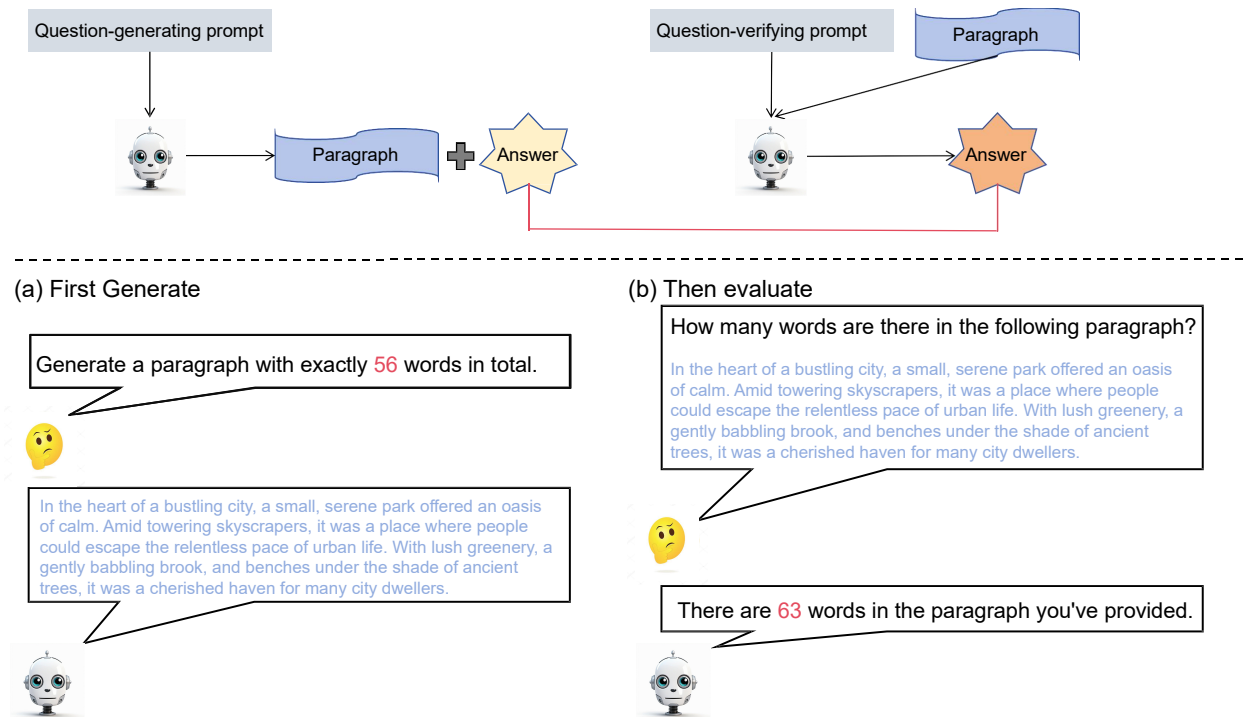 Question-generating prompt
Question-verifying prompt
Paragraph
Paragraph
Answer
Answer
(a) First Generate
Generate a paragraph with exactly 56 words in total.
In the heart of a bustling city, a small, serene park offered an oasis
of calm. Amid towering skyscrapers, it was a place where people
could escape the relentless pace of urban life. With lush greenery, a
gently babbling brook, and benches under the shade of ancient
trees, it was a cherished haven for many city dwellers.
(b) Then evaluate
How many words are there in the following paragraph?
In the heart of a bustling city, a small, serene park offered an oasis
of calm. Amid towering skyscrapers, it was a place where people
could escape the relentless pace of urban life. With lush greenery, a
gently babbling brook, and benches under the shade of ancient
trees, it was a cherished haven for many city dwellers.
There are 63 words in the paragraph you've provided.